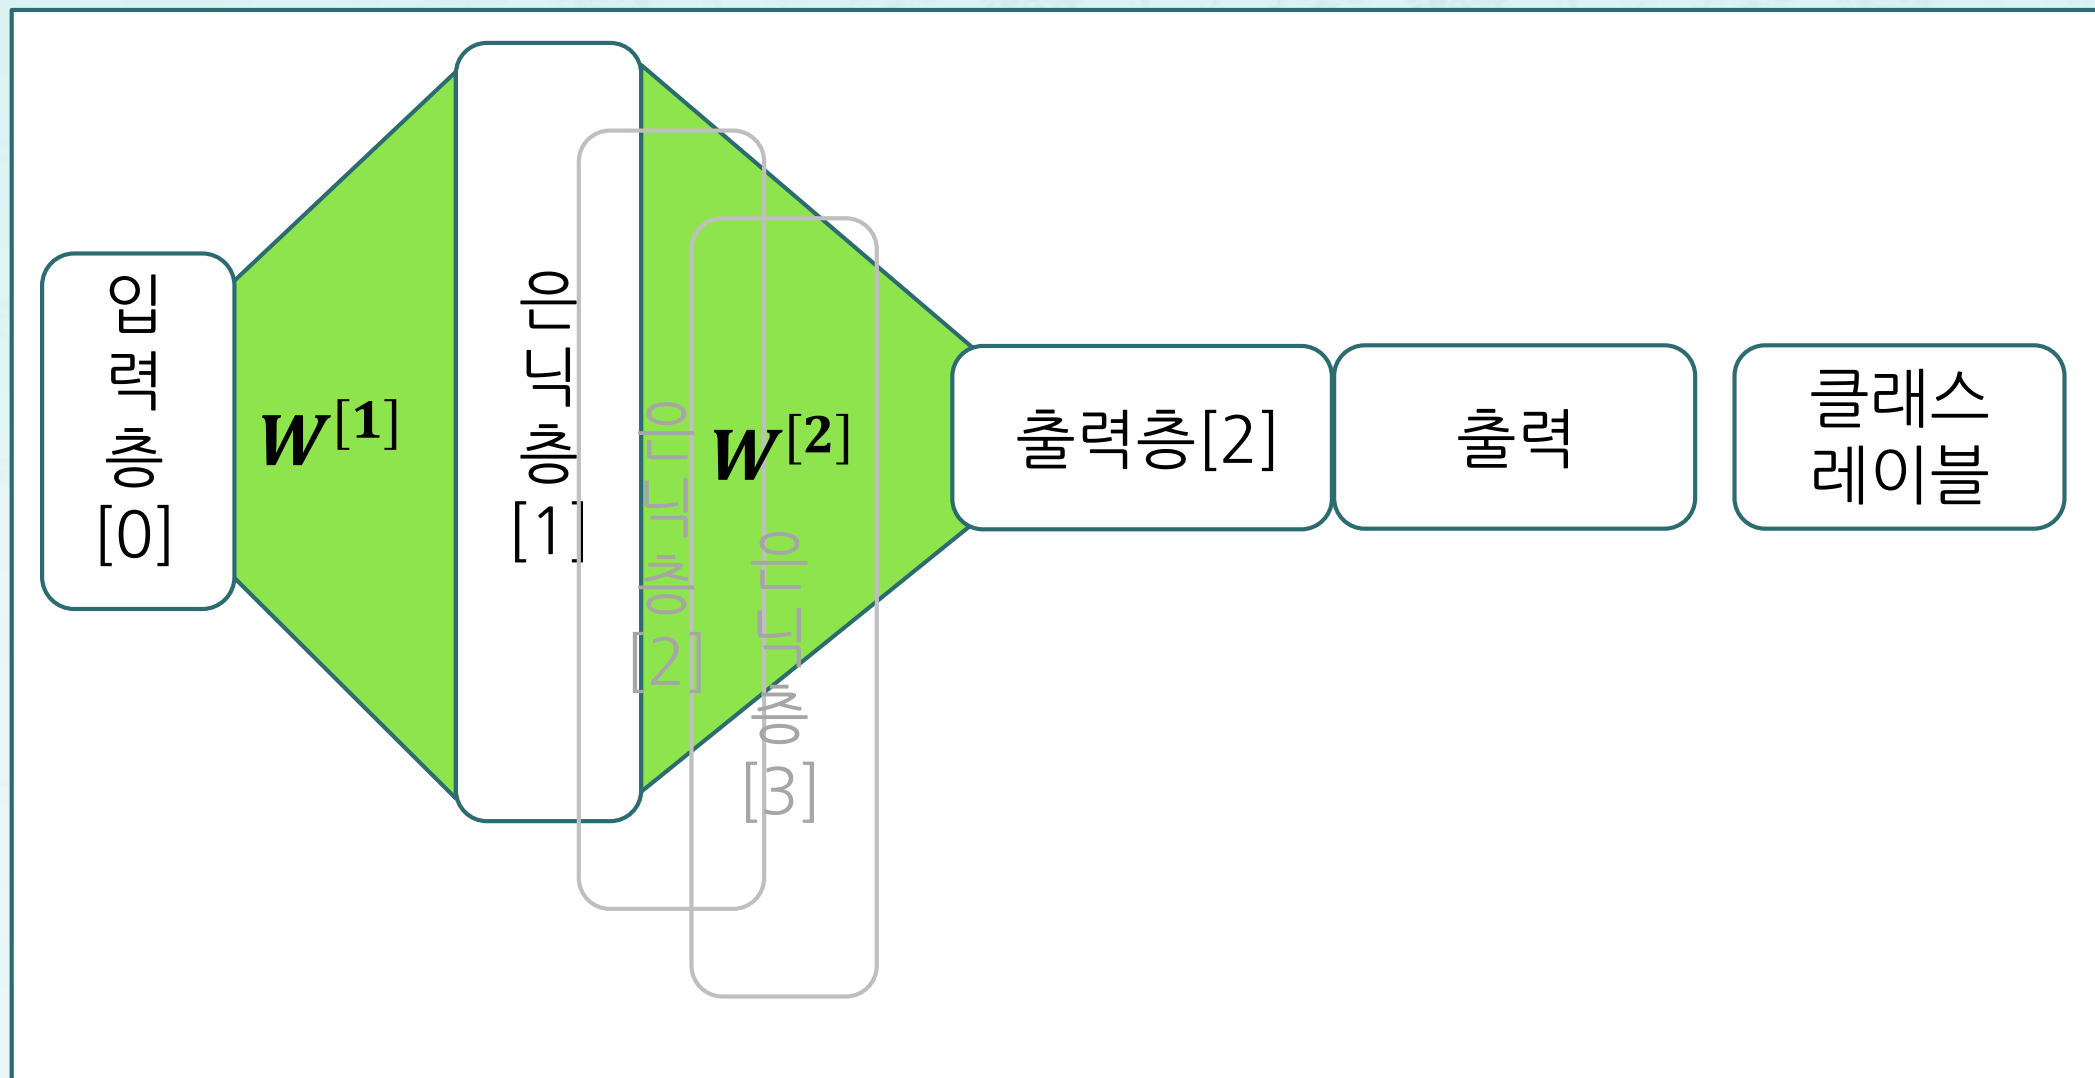 입
력
층
[0]
W[1]
은
닉
층
[1]
은
닉
층
[2]
W[2]
은
닉
층
[3]
출력층[2]
출력
클래스
레이블